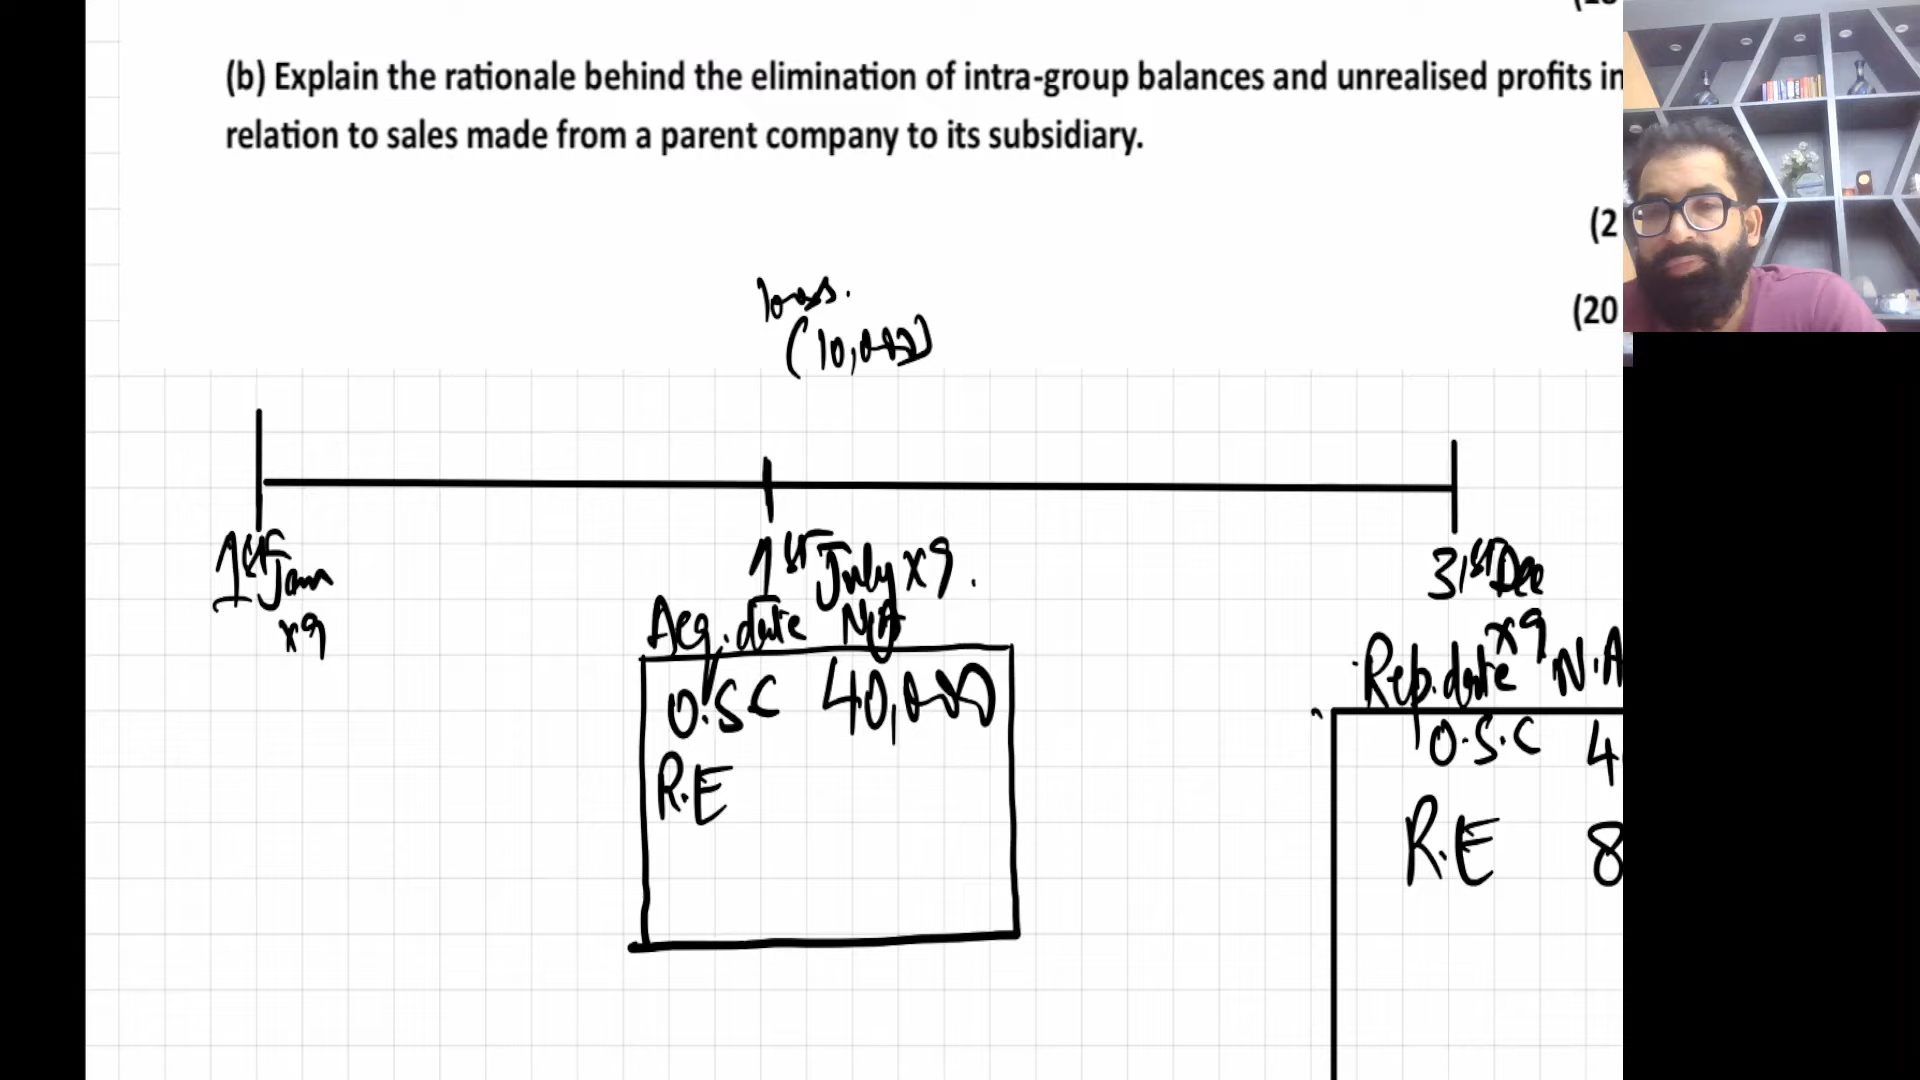 (b) Explain the rationale behind the elimination of intra-group balances and unrealised profits in
relation to sales made from a parent company to its subsidiary.
(2
(20
loss.
(10,000)
1st Jan
x9
1st July x9.
31st Dec
x9
Acq. date NA
O.S.C 40,000
R.E
Rep. date N.A
O.S.C 4
R.E 8